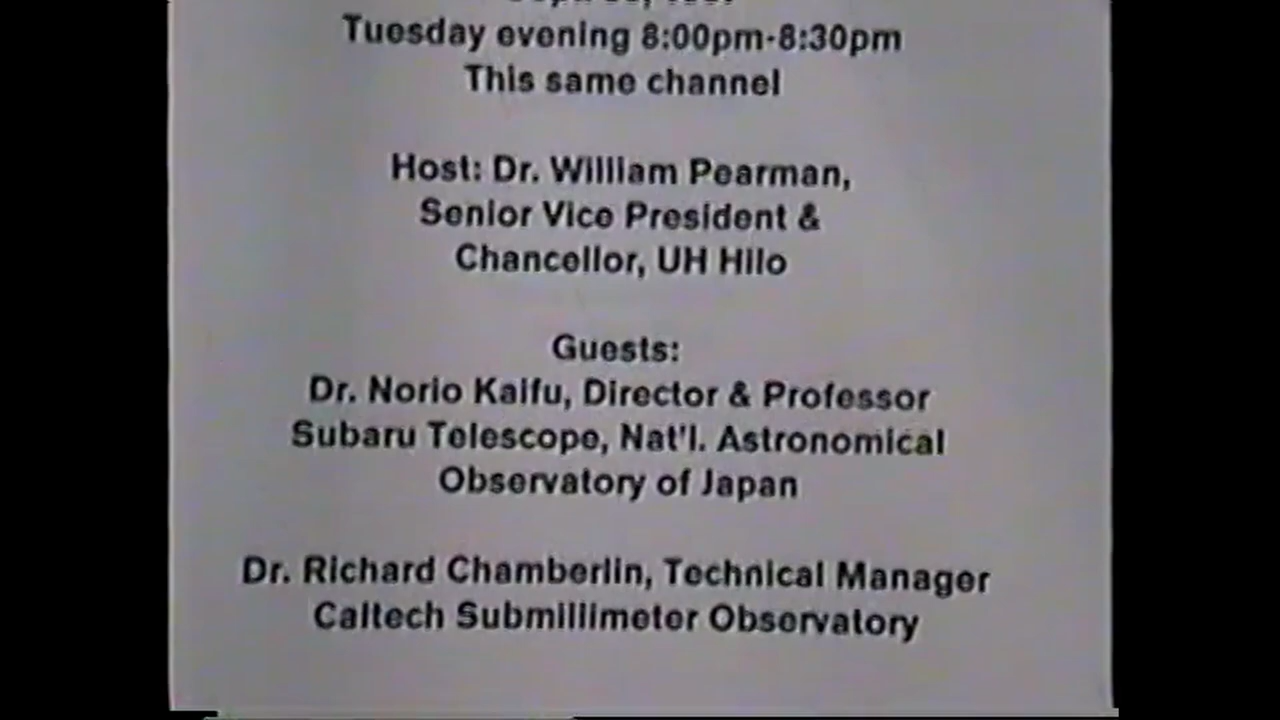 Tuesday evening 8:00pm-8:30pm
This same channel
Host: Dr. William Pearman,
Senior Vice President &
Chancellor, UH Hilo
Guests:
Dr. Norio Kaifu, Director & Professor
Subaru Telescope, Nat'l. Astronomical
Observatory of Japan
Dr. Richard Chamberlin, Technical Manager
Caltech Submillimeter Observatory